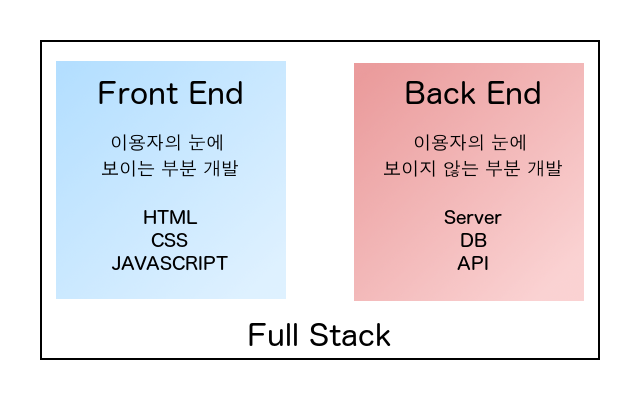 Front End
이용자의 눈에
보이는 부분 개발
HTML
CSS
JAVASCRIPT
Back End
이용자의 눈에
보이지 않는 부분 개발
Server
DB
API
Full Stack